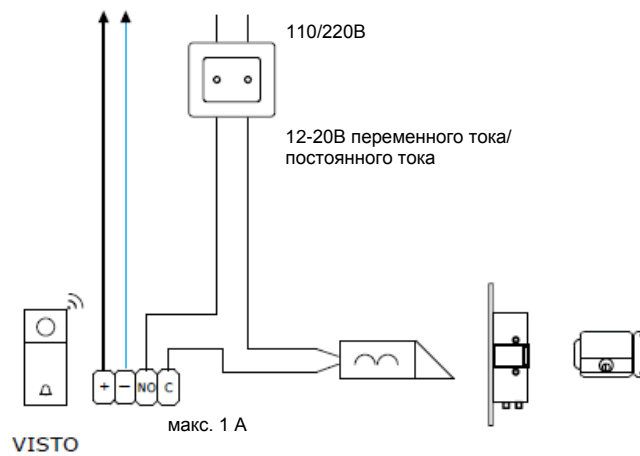 110/220В
12-20В переменного тока/
постоянного тока
+ − NO C
макс. 1 А
VISTO